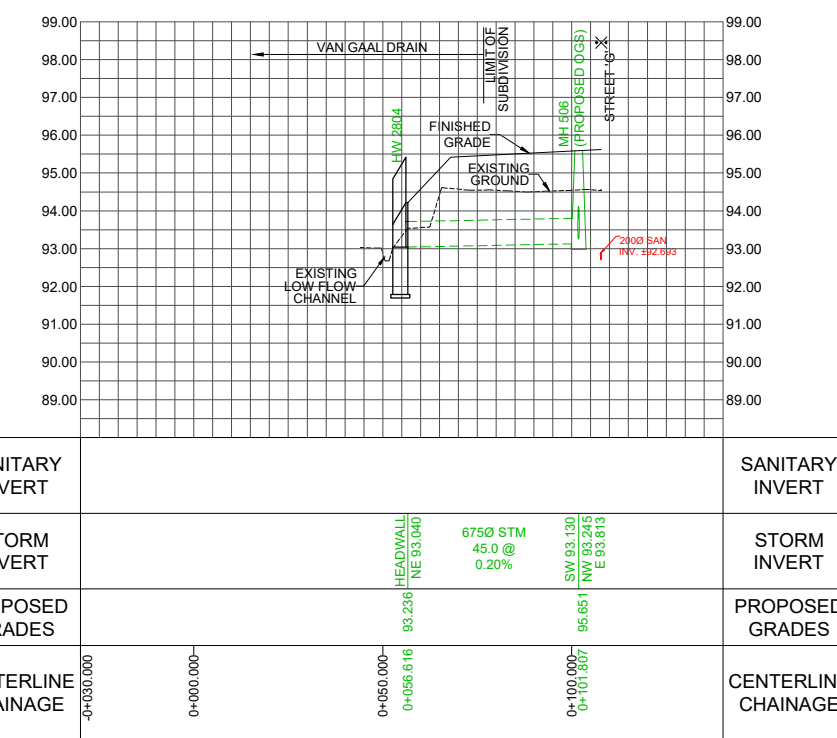 99.00
98.00
97.00
96.00
95.00
94.00
93.00
92.00
91.00
90.00
89.00
99.00
98.00
97.00
96.00
95.00
94.00
93.00
92.00
91.00
90.00
89.00
VAN GAAL DRAIN
LIMIT OF
SUBDIVISION
STREET 'G'
MH 506
(PROPOSED OGS)
HW 2804
FINISHED
GRADE
EXISTING
GROUND
EXISTING
LOW FLOW
CHANNEL
200Ø SAN
INV. ±92.693
NITARY
VERT
SANITARY
INVERT
TORM
VERT
HEADWALL
NE 93.040
675Ø STM
45.0 @
0.20%
SW 93.130
NW 93.245
E 93.813
STORM
INVERT
POSED
RADES
93.236
95.651
PROPOSED
GRADES
TERLINE
AINAGE
-0+030.000
0+000.000
0+050.000
0+056.616
0+100.000
0+101.807
CENTERLIN
CHAINAGE